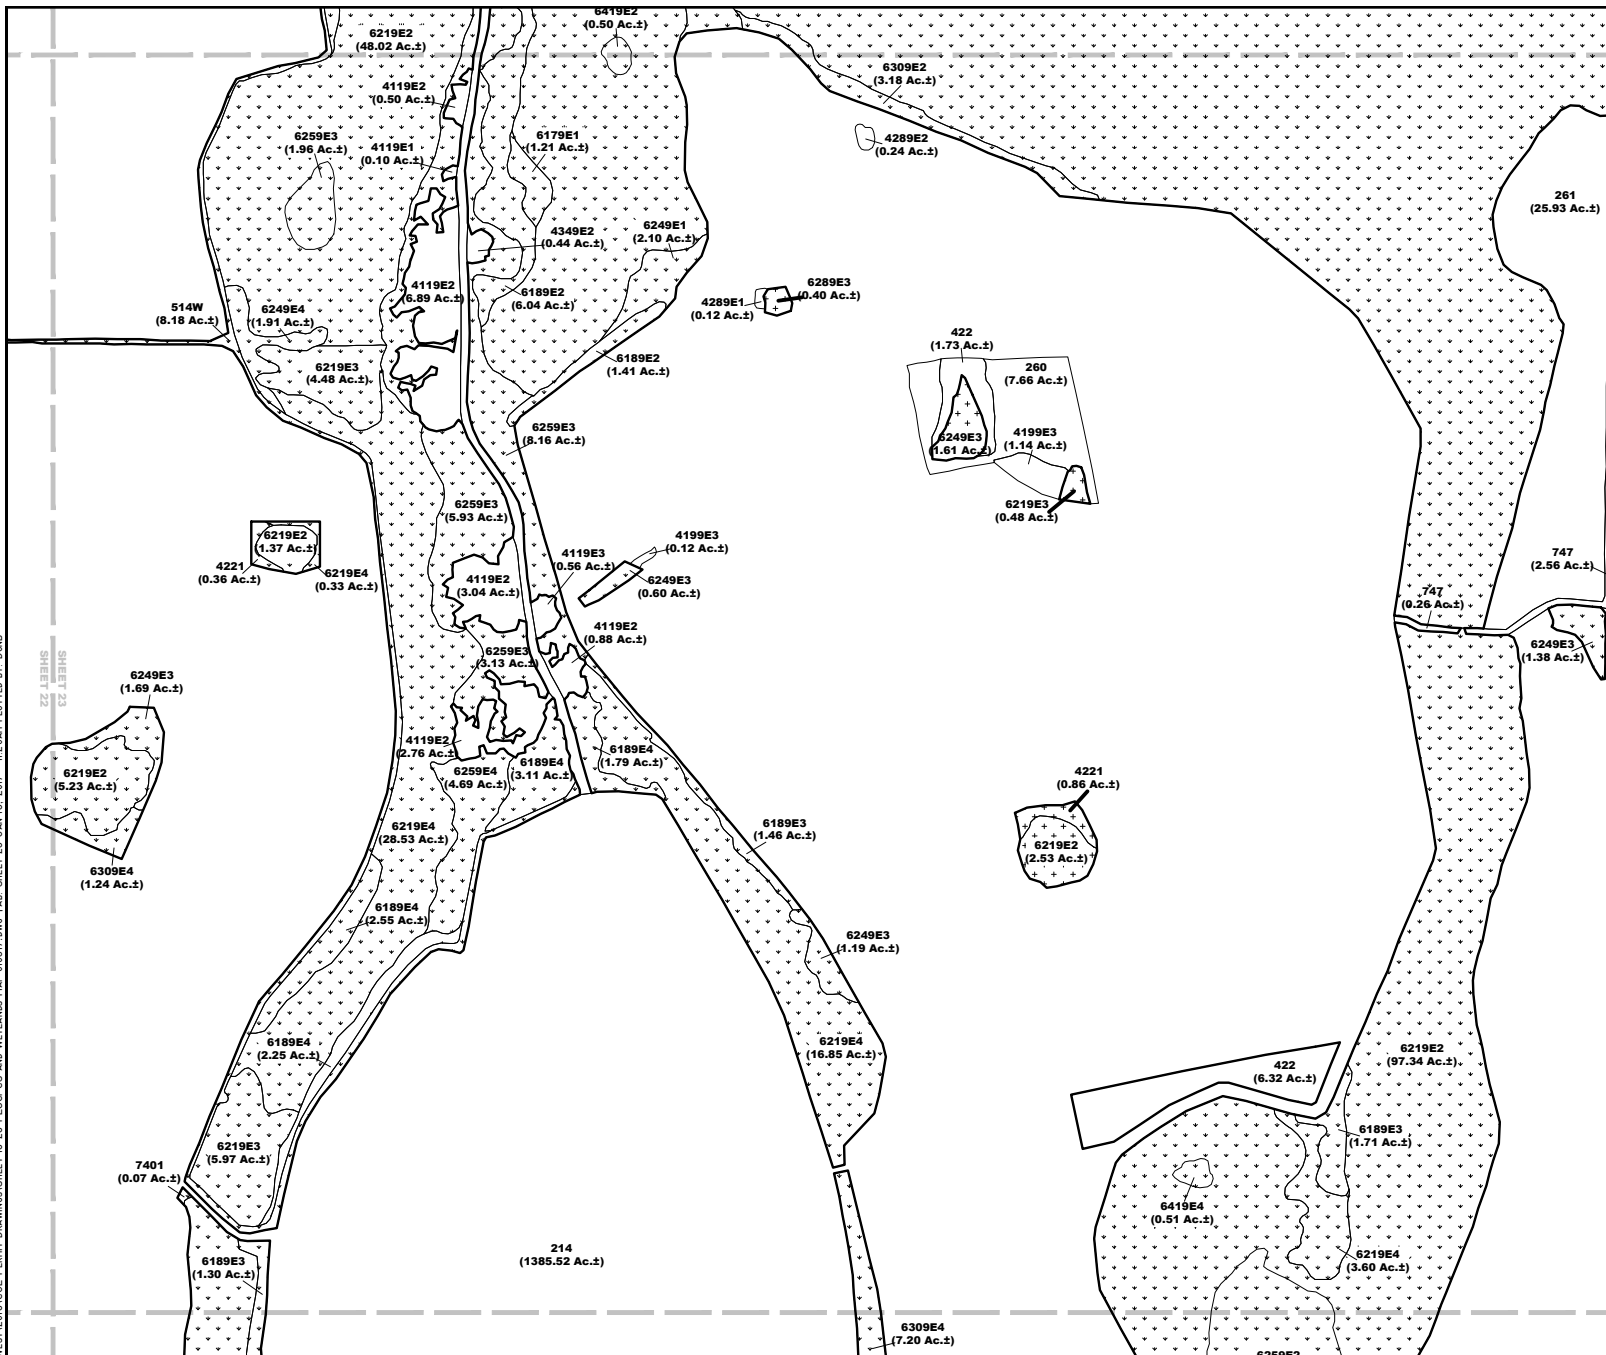 6419E2
(0.50 Ac.±)
6219E2
(48.02 Ac.±)
6309E2
(3.18 Ac.±)
4119E2
(0.50 Ac.±)
6259E3
(1.96 Ac.±)
4119E1
(0.10 Ac.±)
6179E1
(1.21 Ac.±)
4289E2
(0.24 Ac.±)
261
(25.93 Ac.±)
4349E2
(0.44 Ac.±)
6249E1
(2.10 Ac.±)
4119E2
(6.89 Ac.±)
6189E2
(6.04 Ac.±)
4289E1
(0.12 Ac.±)
6289E3
(0.40 Ac.±)
514W
(8.18 Ac.±)
6249E4
(1.91 Ac.±)
422
(1.73 Ac.±)
6219E3
(4.48 Ac.±)
6189E2
(1.41 Ac.±)
260
(7.66 Ac.±)
6259E3
(8.16 Ac.±)
6249E3
(1.61 Ac.±)
4199E3
(1.14 Ac.±)
6259E3
(5.93 Ac.±)
6219E3
(0.48 Ac.±)
6219E2
(1.37 Ac.±)
4221
(0.36 Ac.±)
6219E4
(0.33 Ac.±)
4119E3
(0.56 Ac.±)
4199E3
(0.12 Ac.±)
4119E2
(3.04 Ac.±)
6249E3
(0.60 Ac.±)
747
(2.56 Ac.±)
747
(0.26 Ac.±)
4119E2
(0.88 Ac.±)
6259E3
(3.13 Ac.±)
6249E3
(1.38 Ac.±)
SHEET 23
SHEET 22
6249E3
(1.69 Ac.±)
4119E2
(2.76 Ac.±)
6189E4
(1.79 Ac.±)
6189E4
(3.11 Ac.±)
6259E4
(4.69 Ac.±)
6219E2
(5.23 Ac.±)
4221
(0.86 Ac.±)
6219E4
(28.53 Ac.±)
6189E3
(1.46 Ac.±)
6219E2
(2.53 Ac.±)
6309E4
(1.24 Ac.±)
6189E4
(2.55 Ac.±)
6249E3
(1.19 Ac.±)
6189E4
(2.25 Ac.±)
6219E4
(16.85 Ac.±)
6219E2
(97.34 Ac.±)
422
(6.32 Ac.±)
6189E3
(1.71 Ac.±)
6219E3
(5.97 Ac.±)
7401
(0.07 Ac.±)
6419E4
(0.51 Ac.±)
214
(1385.52 Ac.±)
6219E4
(3.60 Ac.±)
6189E3
(1.30 Ac.±)
6309E4
(7.20 Ac.±)